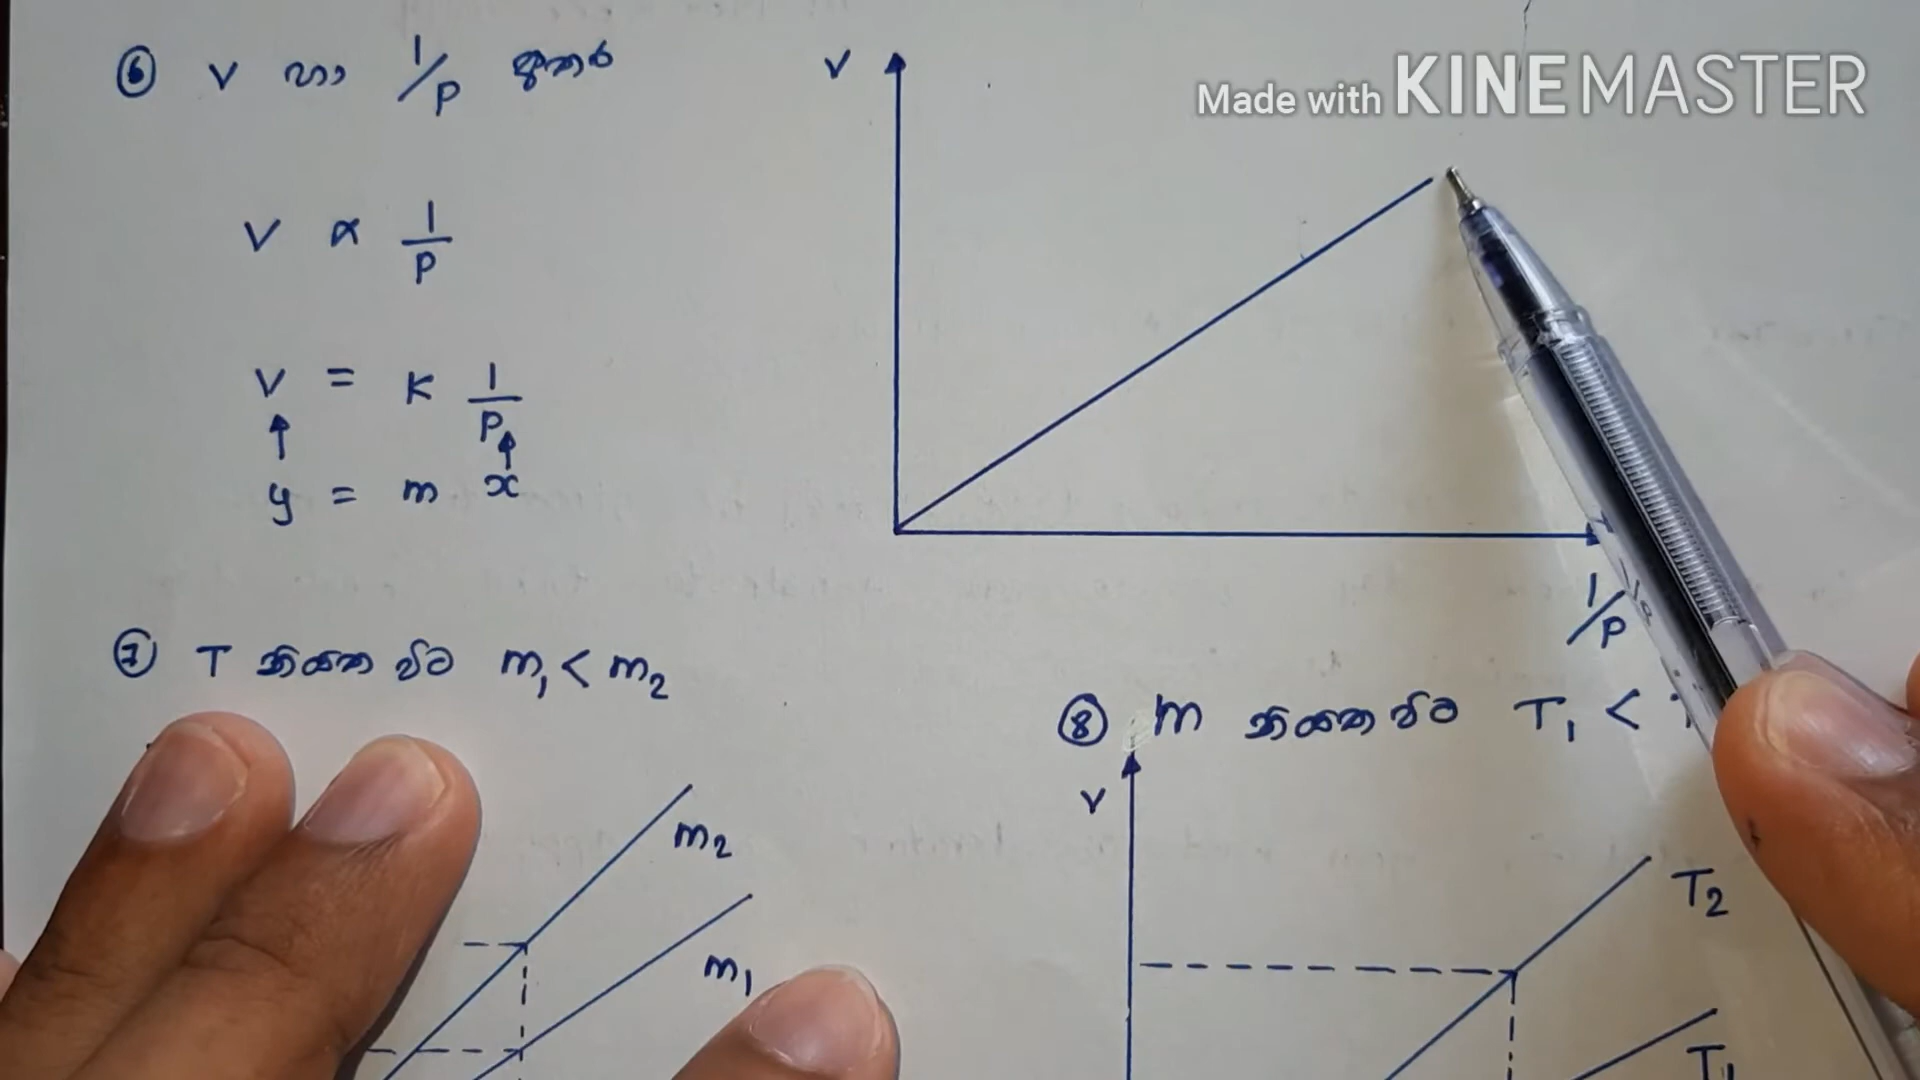 Made with KINEMASTER
⑥ V හා 1/P අතර
V
V ∝ 1/P
V = K 1/P
y = m x
1/P
⑦ T නියත විට m₁ < m₂
m₂
m₁
⑧ m නියත විට T₁ <
V
T₂
T₁